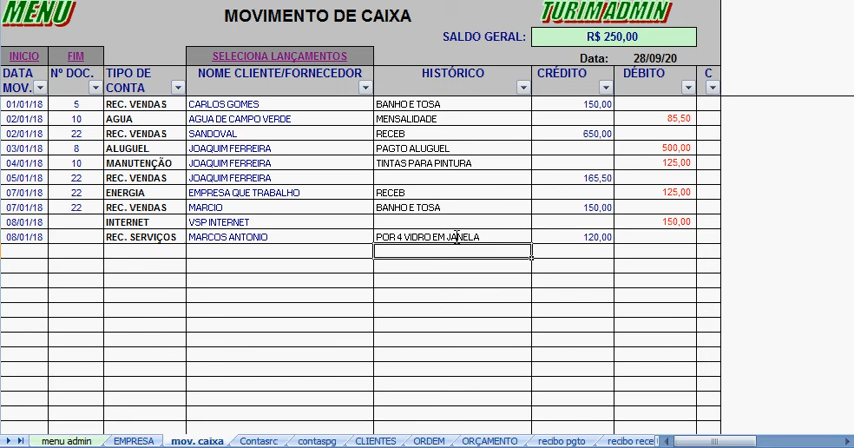 MENU MOVIMENTO DE CAIXA TURIM/ADMIN
SALDO GERAL: R$ 250,00
INICIO FIM SELECIONA LANÇAMENTOS Data: 28/09/20
DATA MOV. Nº DOC. TIPO DE CONTA NOME CLIENTE/FORNECEDOR HISTÓRICO CRÉDITO DÉBITO C
01/01/18 5 REC. VENDAS CARLOS GOMES BANHO E TOSA 150,00
02/01/18 10 AGUA AGUA DE CAMPO VERDE MENSALIDADE 85,50
02/01/18 22 REC. VENDAS SANDOVAL RECEB 650,00
03/01/18 8 ALUGUEL JOAQUIM FERREIRA PAGTO ALUGUEL 500,00
04/01/18 10 MANUTENÇÃO JOAQUIM FERREIRA TINTAS PARA PINTURA 125,00
05/01/18 22 REC. VENDAS JOAQUIM FERREIRA 165,50
07/01/18 22 ENERGIA EMPRESA QUE TRABALHO RECEB 125,00
07/01/18 22 REC. VENDAS MARCIO BANHO E TOSA 150,00
08/01/18 INTERNET VSP INTERNET 150,00
08/01/18 REC. SERVIÇOS MARCOS ANTONIO POR 4 VIDRO EM JANELA 120,00
menu admin EMPRESA mov. caixa Contasrc contaspg CLIENTES ORDEM ORÇAMENTO recibo pgto recibo rece